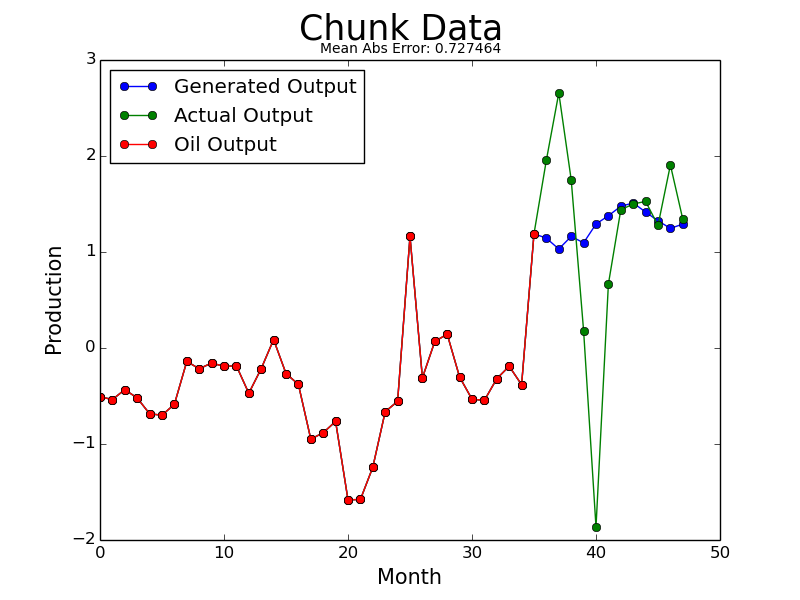 Chunk Data
Mean Abs Error: 0.727464
Generated Output
Actual Output
Oil Output
3
2
1
0
−1
−2
Production
0 10 20 30 40 50
Month